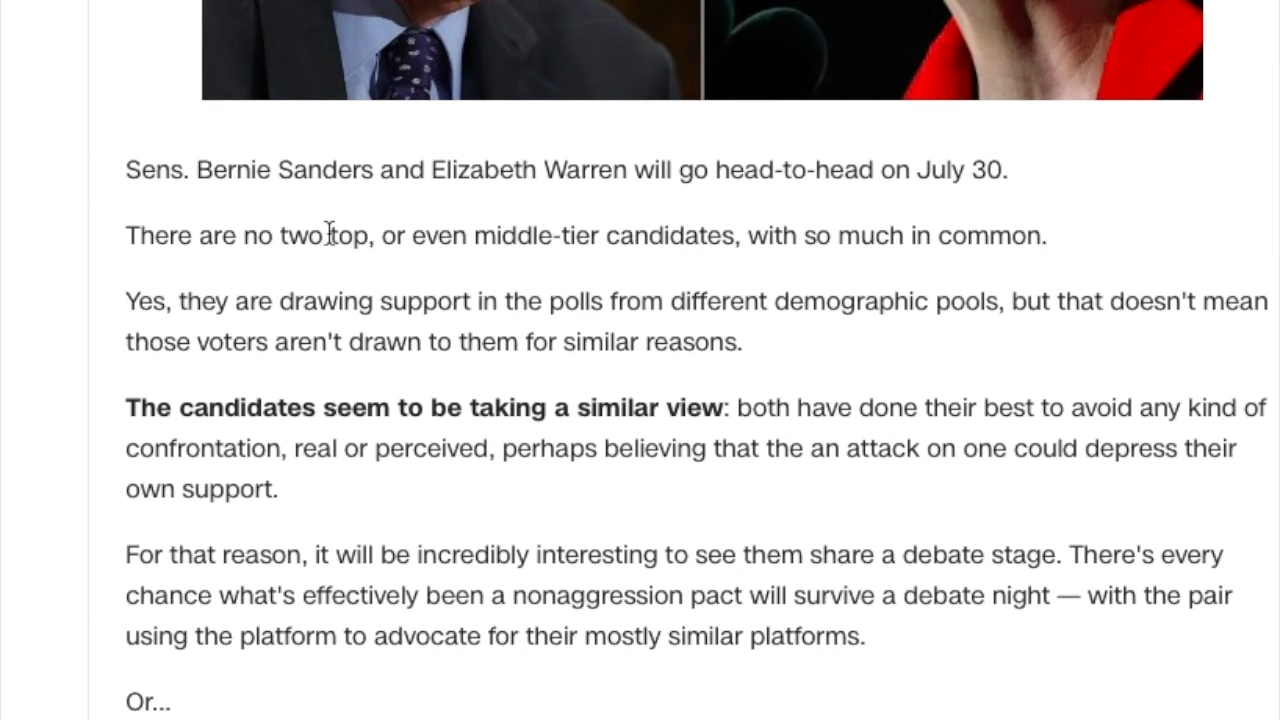 Sens. Bernie Sanders and Elizabeth Warren will go head-to-head on July 30.
There are no two top, or even middle-tier candidates, with so much in common.
Yes, they are drawing support in the polls from different demographic pools, but that doesn't mean
those voters aren't drawn to them for similar reasons.
The candidates seem to be taking a similar view: both have done their best to avoid any kind of
confrontation, real or perceived, perhaps believing that the an attack on one could depress their
own support.
For that reason, it will be incredibly interesting to see them share a debate stage. There's every
chance what's effectively been a nonaggression pact will survive a debate night — with the pair
using the platform to advocate for their mostly similar platforms.
Or...